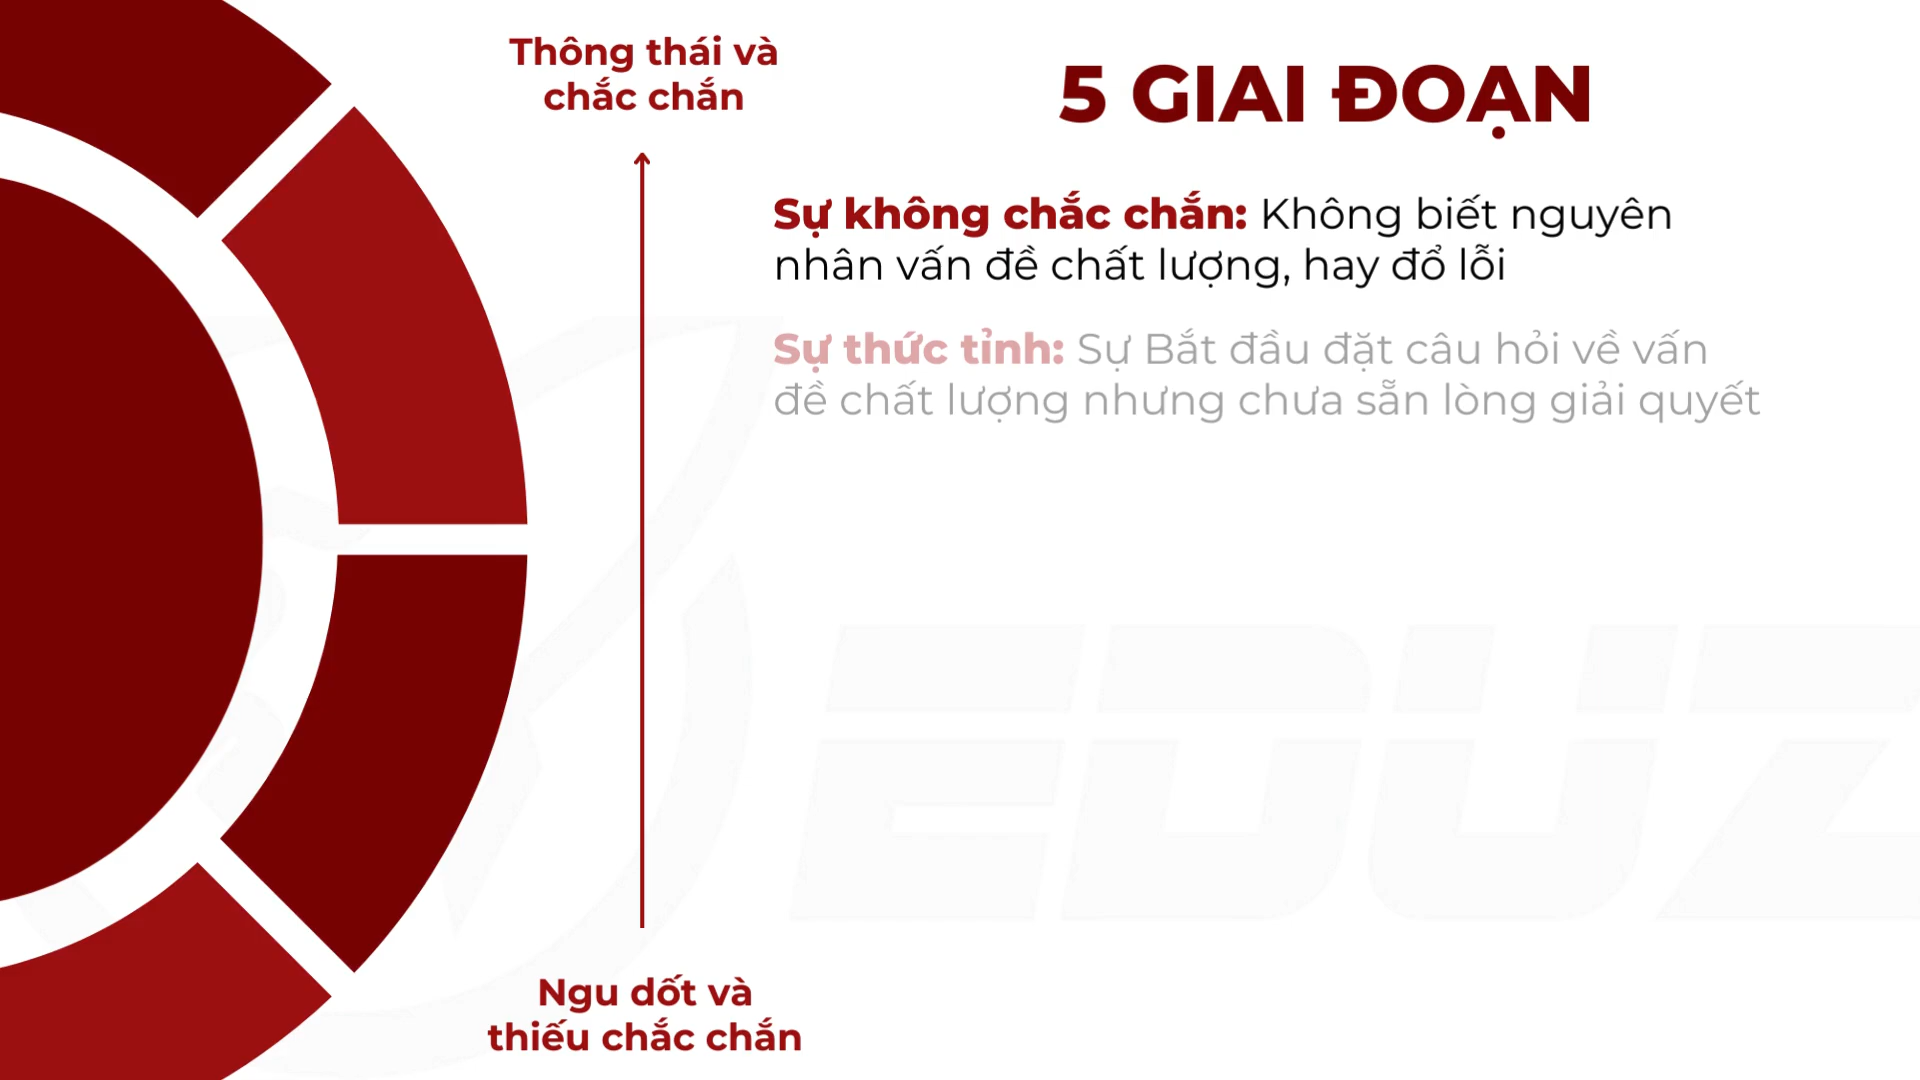 Thông thái và
chắc chắn
5 GIAI ĐOẠN
Sự không chắc chắn: Không biết nguyên
nhân vấn đề chất lượng, hay đổ lỗi
Sự thức tỉnh: Sự Bắt đầu đặt câu hỏi về vấn
đề chất lượng nhưng chưa sẵn lòng giải quyết
EDUZ
Ngu dốt và
thiếu chắc chắn